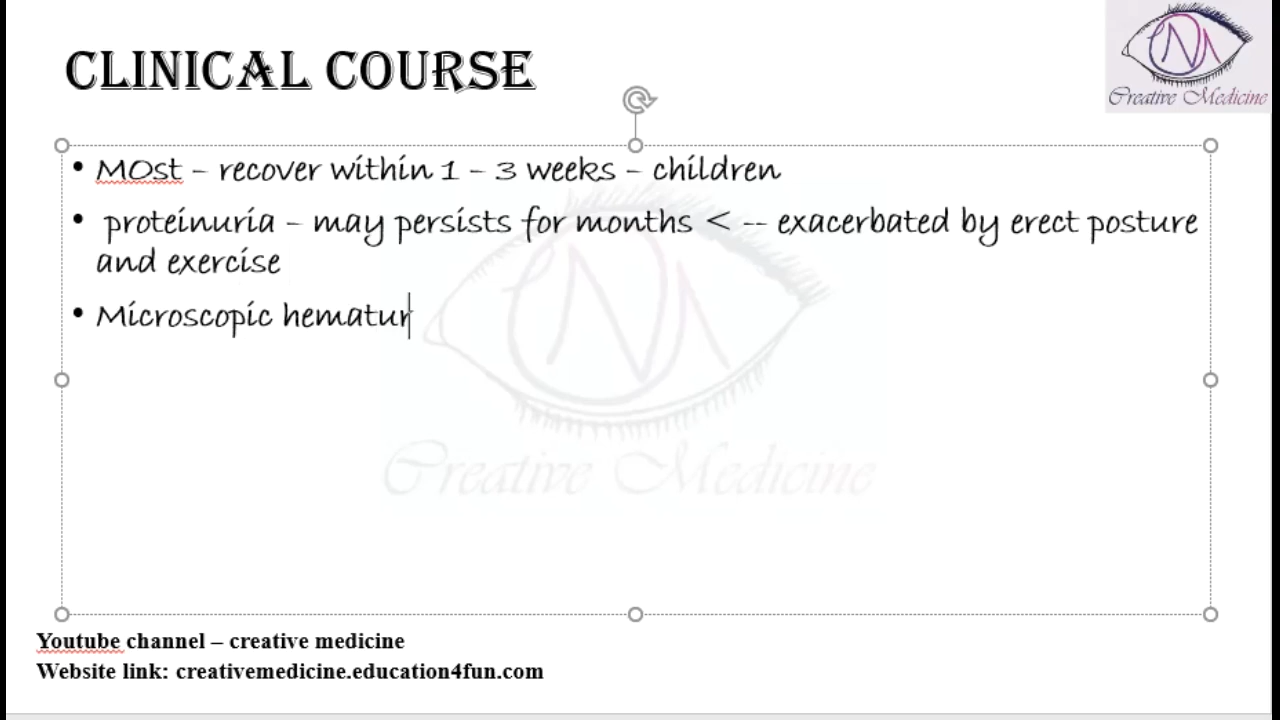 CLINICAL COURSE
Creative Medicine
• MOst – recover within 1 – 3 weeks – children
• proteinuria – may persists for months < -- exacerbated by erect posture
and exercise
• Microscopic hematur
Creative Medicine
Youtube channel – creative medicine
Website link: creativemedicine.education4fun.com